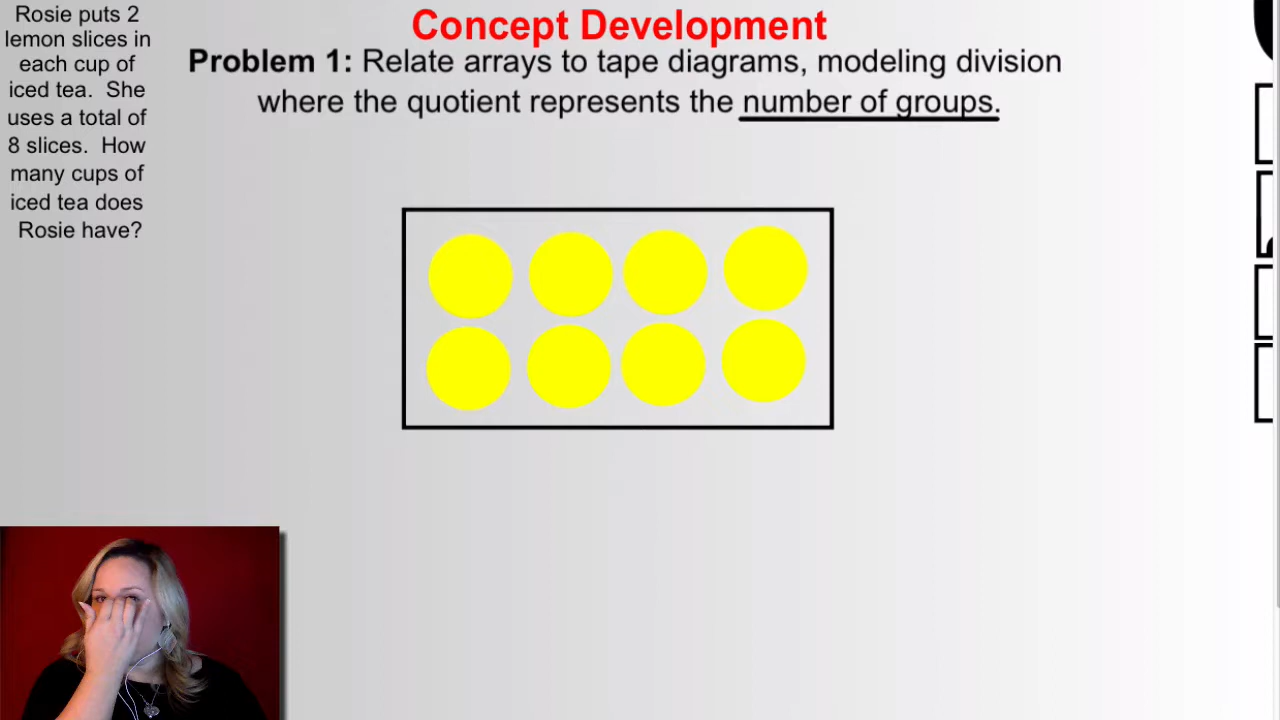 Rosie puts 2
lemon slices in
each cup of
iced tea. She
uses a total of
8 slices. How
many cups of
iced tea does
Rosie have?
Concept Development
Problem 1: Relate arrays to tape diagrams, modeling division
where the quotient represents the number of groups.